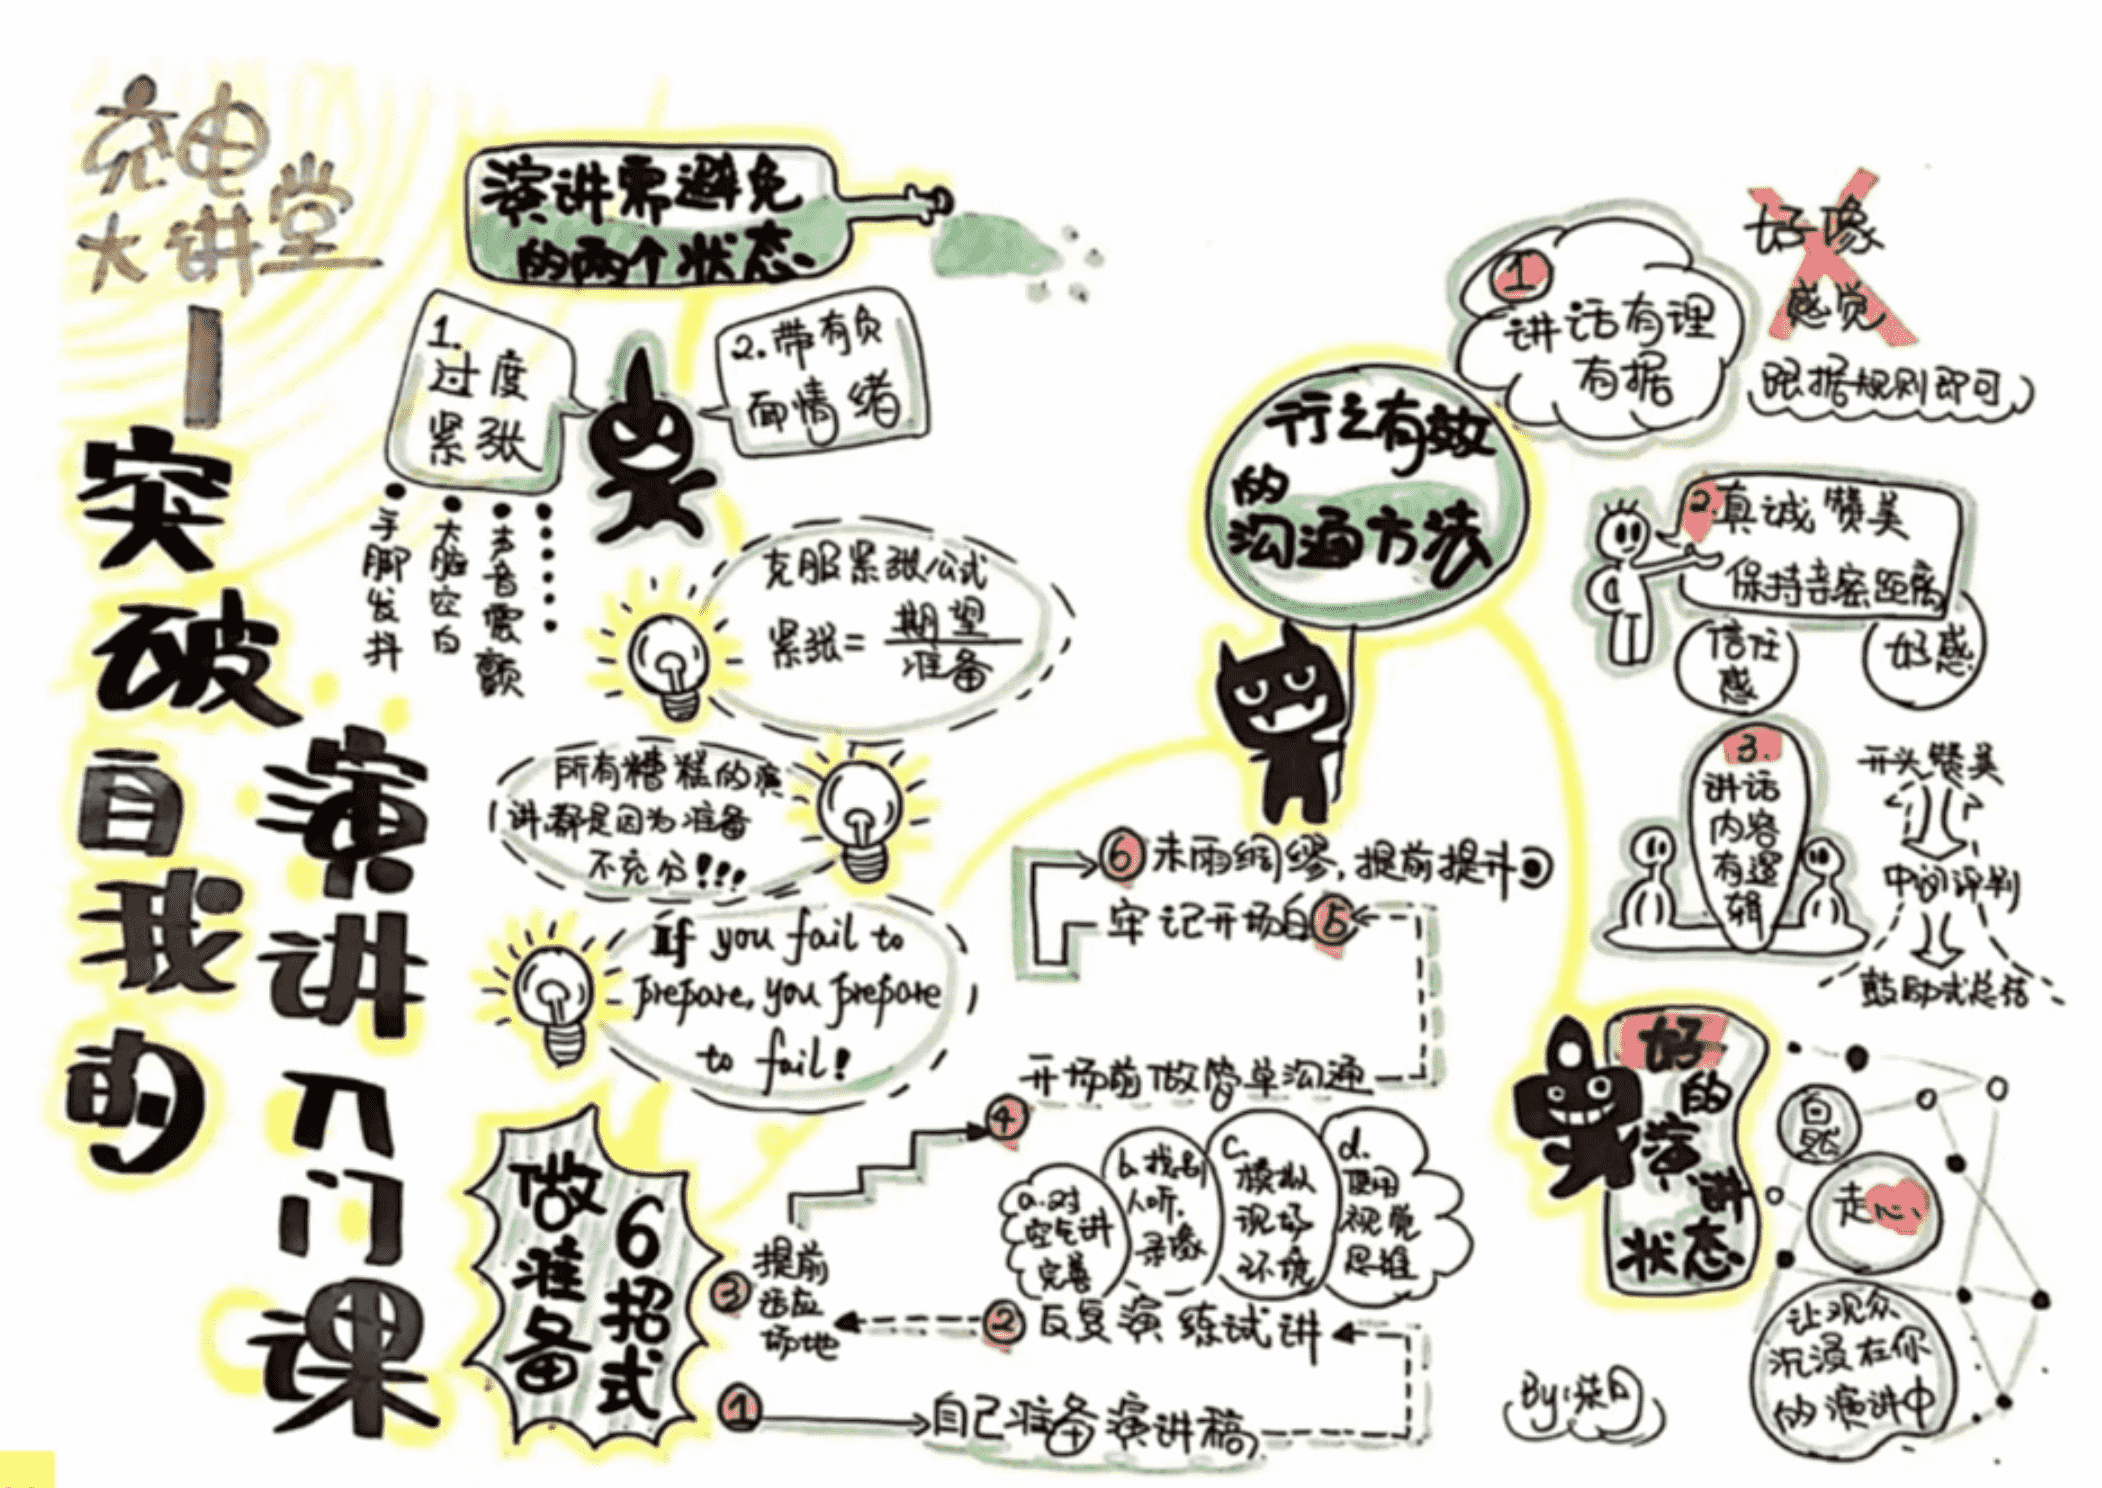 充电
大讲堂
突破
自我
的
演讲
入门
课
演讲需避免
的两个状态
1.
过度
紧张
2.带有负
面情绪
手脚发抖
大脑空白
声音震颤
克服紧张公式
紧张=
期望
准备
所有糟糕的演
讲都是因为准备
不充分!!!
If you fail to
prepare, you prepare
to fail!
做准备
6招式
1
自己准备演讲稿
2
反复演练试讲
a.对
空气讲
完善
b.找别
人听,
录像
c.
模拟
现场
环境
d.
使用
视觉
思维
3
提前
适应
场地
4
开场前做简单沟通
牢记开场白5
6未雨绸缪,提前提升
行之有效
的
沟通方法
1
讲话有理
有据
好像
感觉
跟据规则即可
2.真诚赞美
保持亲密距离
信任
感
好感
3.
讲话
内容
有逻
辑
开头赞美
中间评判
鼓励式总结
好
的
演讲
状态
自然
走心
让观众
沉浸在你
的演讲中